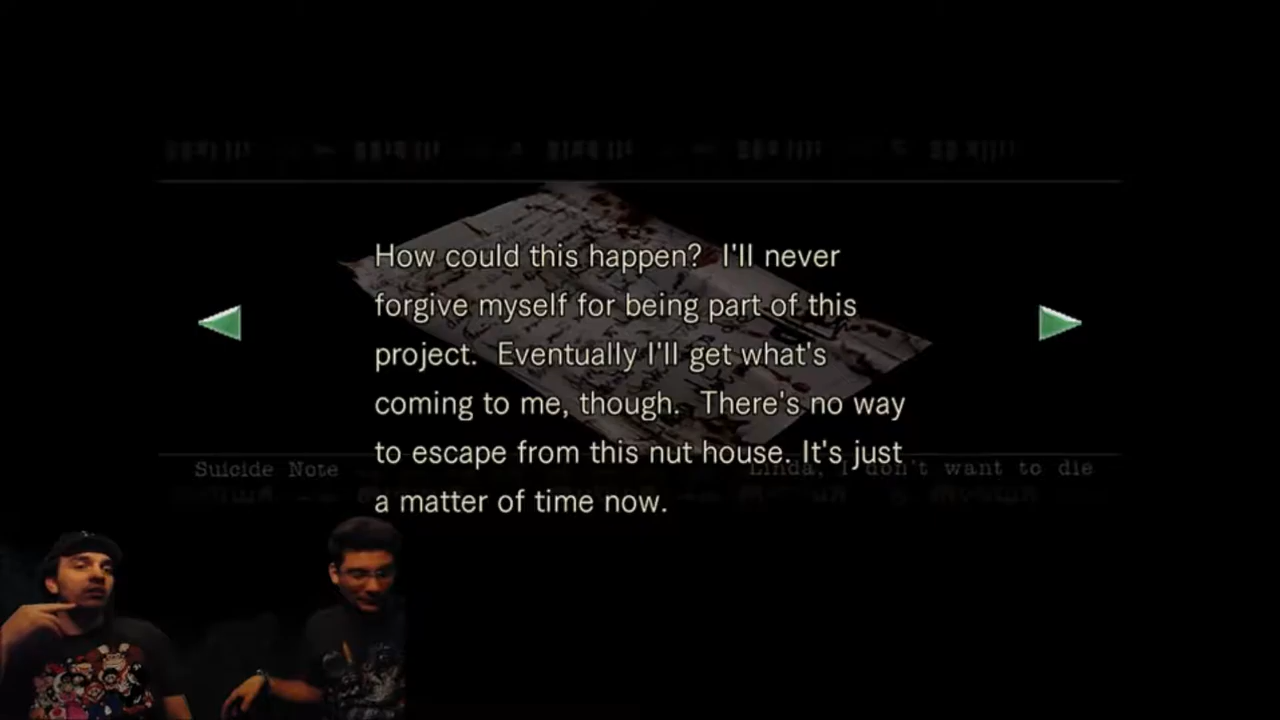 How could this happen?  I'll never
forgive myself for being part of this
project.  Eventually I'll get what's
coming to me, though.  There's no way
to escape from this nut house. It's just
a matter of time now.
Suicide Note
Linda, I don't want to die